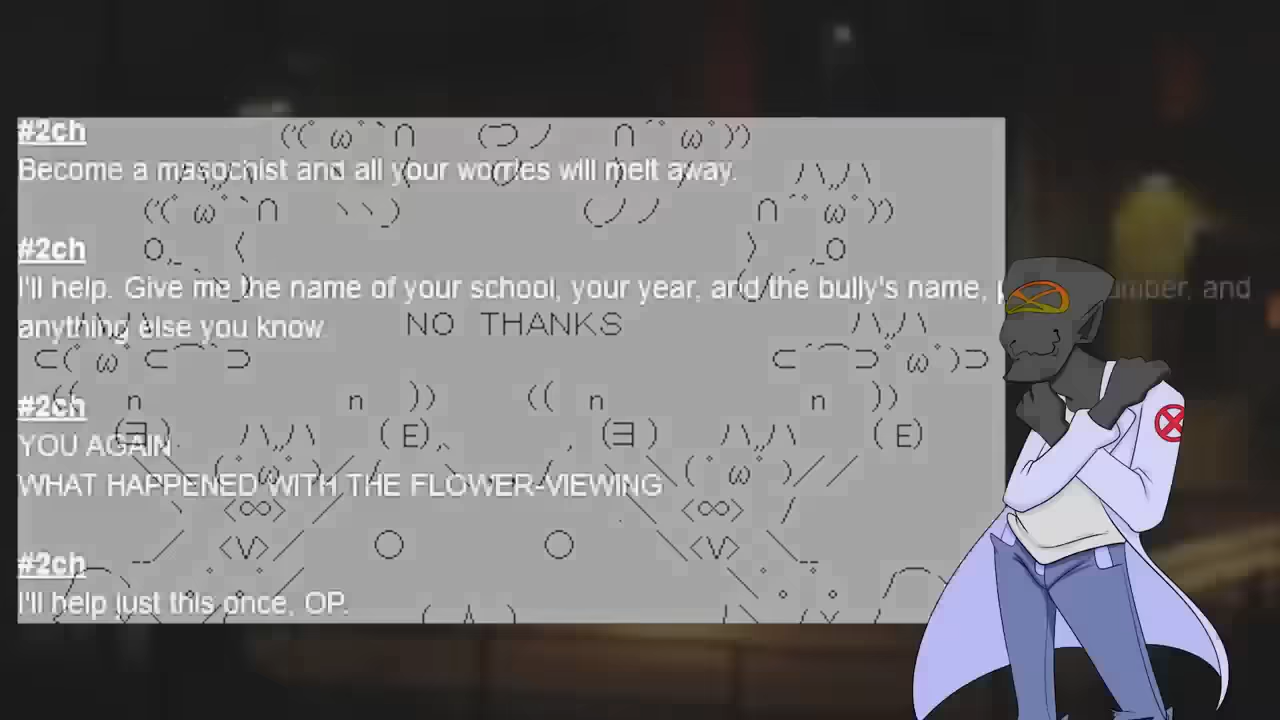 #2ch
Become a masochist and all your worries will melt away.
#2ch
I'll help. Give me the name of your school, your year, and the bully's name, and
anything else you know.
NO THANKS
#2ch
YOU AGAIN
WHAT HAPPENED WITH THE FLOWER-VIEWING
#2ch
I'll help just this once, OP.